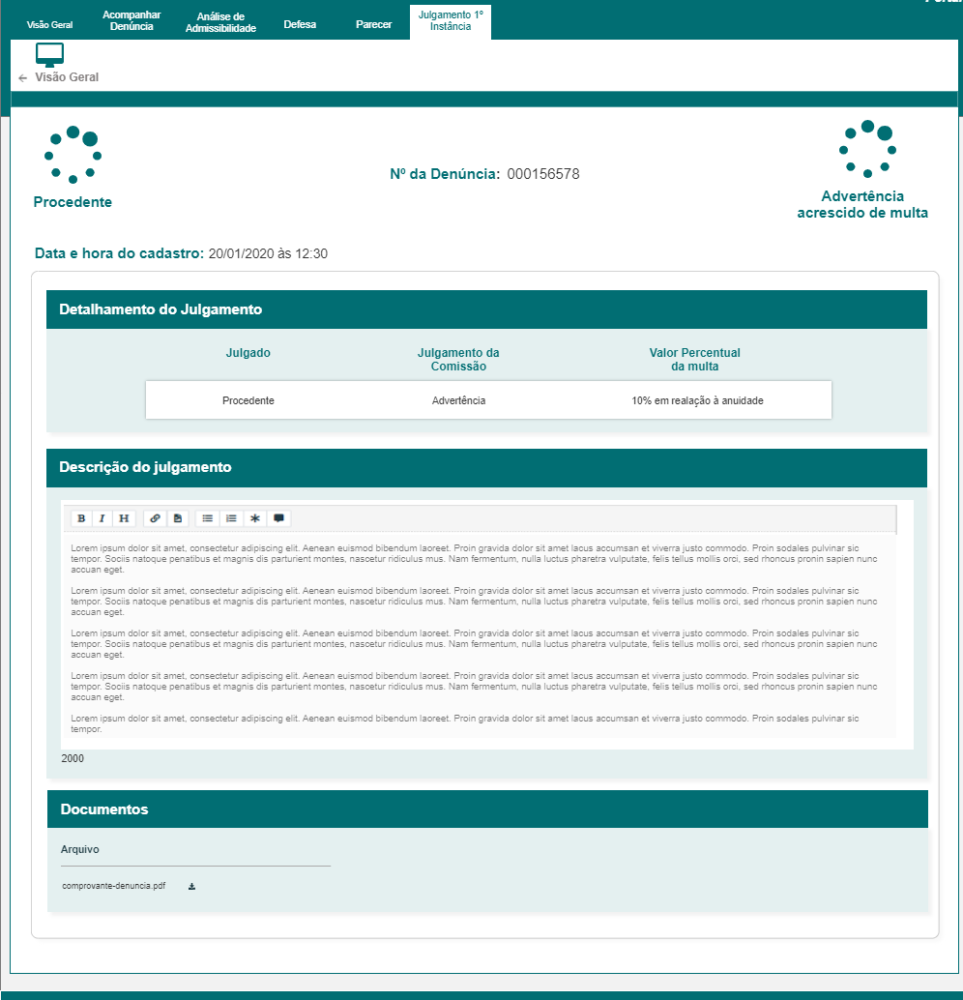 Visão Geral
Acompanhar
Denúncia
Análise de
Admissibilidade
Defesa
Parecer
Julgamento 1º
Instância
← Visão Geral
Procedente
Nº da Denúncia: 000156578
Advertência
acrescido de multa
Data e hora do cadastro: 20/01/2020 às 12:30
Detalhamento do Julgamento
Julgado
Julgamento da
Comissão
Valor Percentual
da multa
Procedente
Advertência
10% em realação à anuidade
Descrição do julgamento
B I H
Lorem ipsum dolor sit amet, consectetur adipiscing elit. Aenean euismod bibendum laoreet. Proin gravida dolor sit amet lacus accumsan et viverra justo commodo. Proin sodales pulvinar sic
tempor. Sociis natoque penatibus et magnis dis parturient montes, nascetur ridiculus mus. Nam fermentum, nulla luctus pharetra vulputate, felis tellus mollis orci, sed rhoncus pronin sapien nunc
accuan eget.
Lorem ipsum dolor sit amet, consectetur adipiscing elit. Aenean euismod bibendum laoreet. Proin gravida dolor sit amet lacus accumsan et viverra justo commodo. Proin sodales pulvinar sic
tempor. Sociis natoque penatibus et magnis dis parturient montes, nascetur ridiculus mus. Nam fermentum, nulla luctus pharetra vulputate, felis tellus mollis orci, sed rhoncus pronin sapien nunc
accuan eget.
Lorem ipsum dolor sit amet, consectetur adipiscing elit. Aenean euismod bibendum laoreet. Proin gravida dolor sit amet lacus accumsan et viverra justo commodo. Proin sodales pulvinar sic
tempor. Sociis natoque penatibus et magnis dis parturient montes, nascetur ridiculus mus. Nam fermentum, nulla luctus pharetra vulputate, felis tellus mollis orci, sed rhoncus pronin sapien nunc
accuan eget.
Lorem ipsum dolor sit amet, consectetur adipiscing elit. Aenean euismod bibendum laoreet. Proin gravida dolor sit amet lacus accumsan et viverra justo commodo. Proin sodales pulvinar sic
tempor. Sociis natoque penatibus et magnis dis parturient montes, nascetur ridiculus mus. Nam fermentum, nulla luctus pharetra vulputate, felis tellus mollis orci, sed rhoncus pronin sapien nunc
accuan eget.
Lorem ipsum dolor sit amet, consectetur adipiscing elit. Aenean euismod bibendum laoreet. Proin gravida dolor sit amet lacus accumsan et viverra justo commodo. Proin sodales pulvinar sic
tempor.
2000
Documentos
Arquivo
comprovante-denuncia.pdf